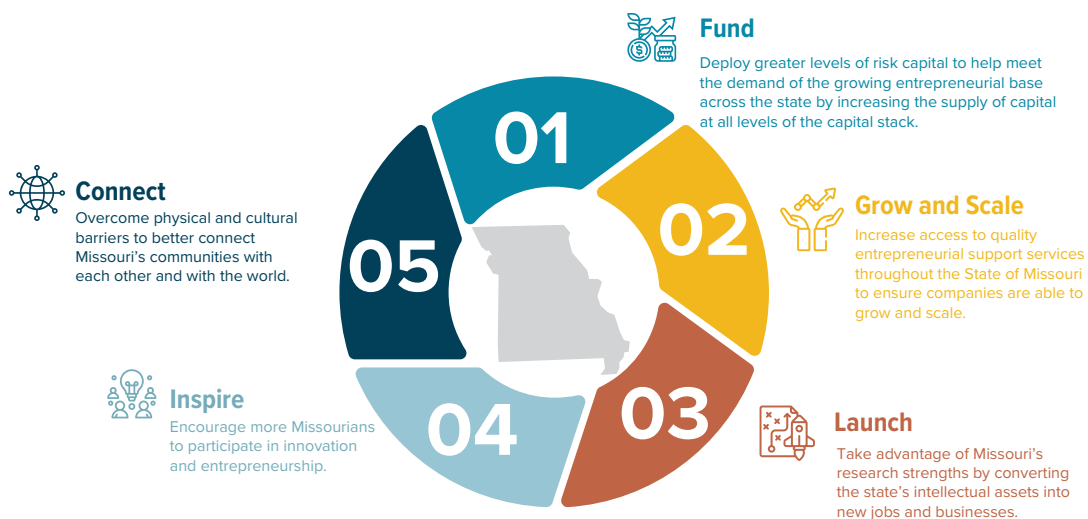 Fund
Deploy greater levels of risk capital to help meet
the demand of the growing entrepreneurial base
across the state by increasing the supply of capital
at all levels of the capital stack.
01
02
Grow and Scale
Increase access to quality
entrepreneurial support services
throughout the State of Missouri
to ensure companies are able to
grow and scale.
03
Launch
Take advantage of Missouri’s
research strengths by converting
the state’s intellectual assets into
new jobs and businesses.
04
Inspire
Encourage more Missourians
to participate in innovation
and entrepreneurship.
05
Connect
Overcome physical and cultural
barriers to better connect
Missouri’s communities with
each other and with the world.